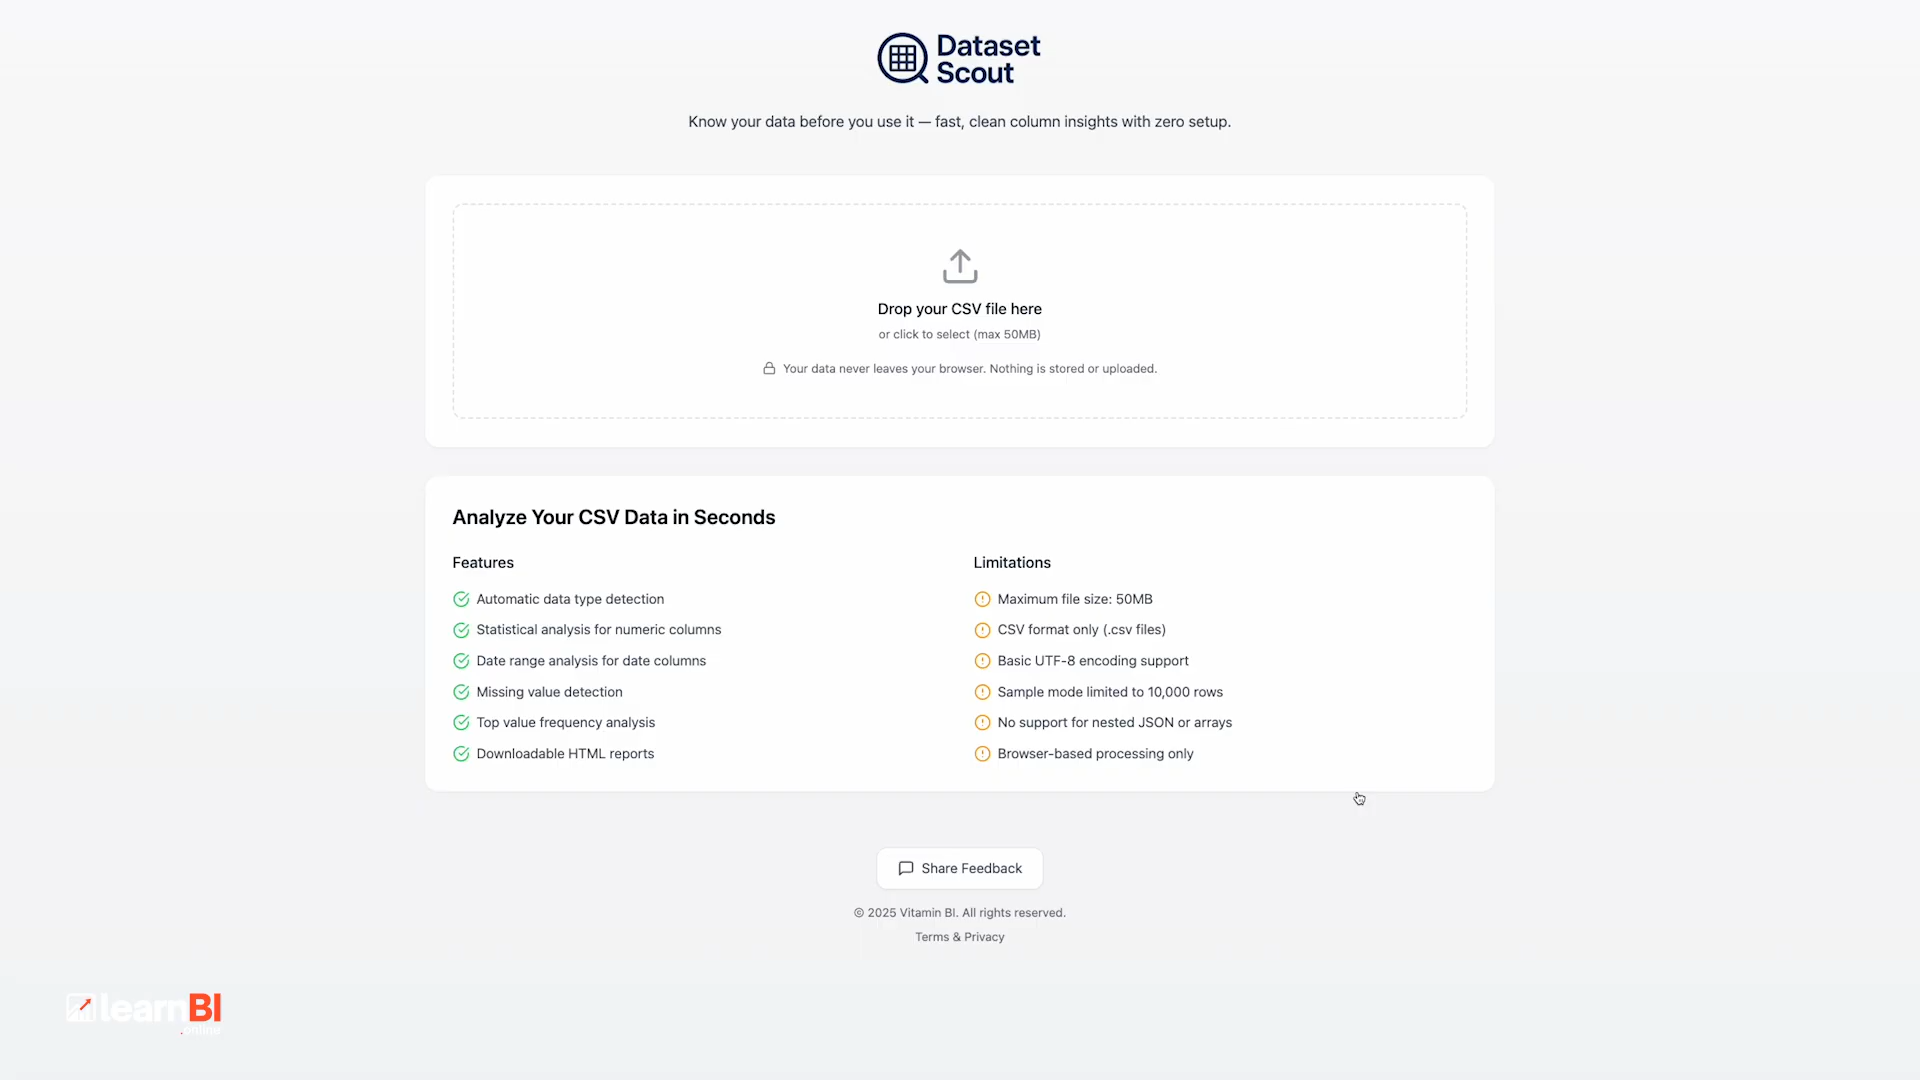 Dataset
Scout
Know your data before you use it — fast, clean column insights with zero setup.
Drop your CSV file here
or click to select (max 50MB)
Your data never leaves your browser. Nothing is stored or uploaded.
Analyze Your CSV Data in Seconds
Features
Automatic data type detection
Statistical analysis for numeric columns
Date range analysis for date columns
Missing value detection
Top value frequency analysis
Downloadable HTML reports
Limitations
Maximum file size: 50MB
CSV format only (.csv files)
Basic UTF-8 encoding support
Sample mode limited to 10,000 rows
No support for nested JSON or arrays
Browser-based processing only
Share Feedback
© 2025 Vitamin BI. All rights reserved.
Terms & Privacy
learnBI
.online